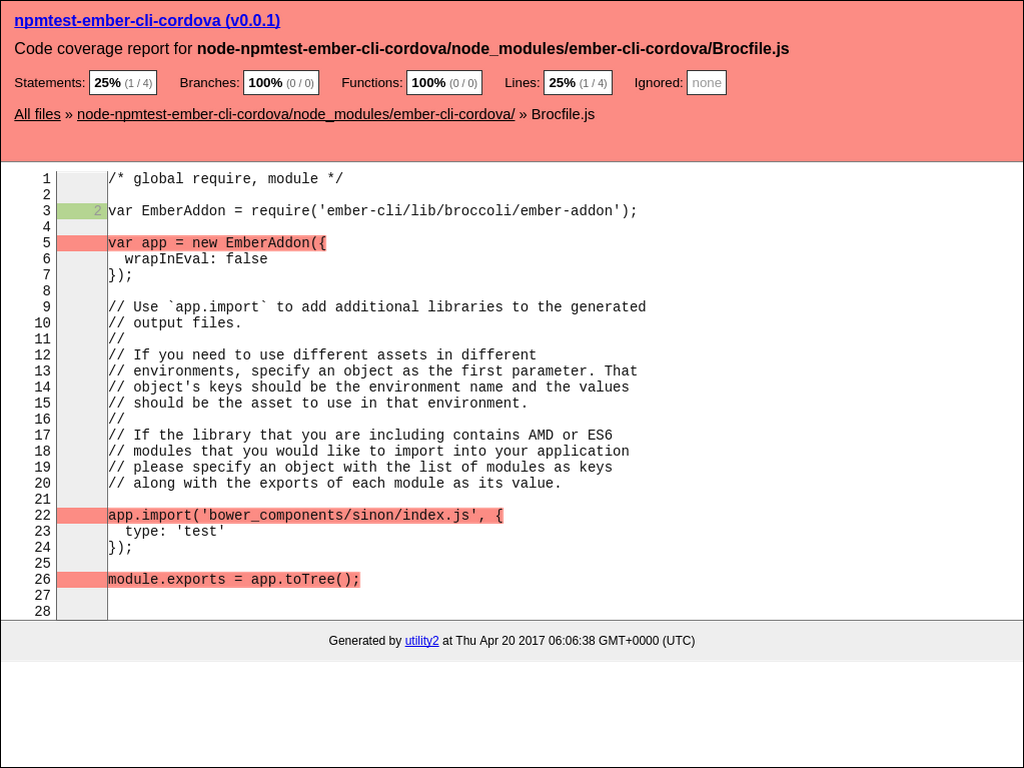 npmtest-ember-cli-cordova (v0.0.1)
Code coverage report for node-npmtest-ember-cli-cordova/node_modules/ember-cli-cordova/Brocfile.js
Statements: 25% (1 / 4) Branches: 100% (0 / 0) Functions: 100% (0 / 0) Lines: 25% (1 / 4) Ignored: none
All files » node-npmtest-ember-cli-cordova/node_modules/ember-cli-cordova/ » Brocfile.js
1 /* global require, module */
2
3 2 var EmberAddon = require('ember-cli/lib/broccoli/ember-addon');
4
5 var app = new EmberAddon({
6   wrapInEval: false
7 });
8
9 // Use `app.import` to add additional libraries to the generated
10 // output files.
11 //
12 // If you need to use different assets in different
13 // environments, specify an object as the first parameter. That
14 // object's keys should be the environment name and the values
15 // should be the asset to use in that environment.
16 //
17 // If the library that you are including contains AMD or ES6
18 // modules that you would like to import into your application
19 // please specify an object with the list of modules as keys
20 // along with the exports of each module as its value.
21
22 app.import('bower_components/sinon/index.js', {
23   type: 'test'
24 });
25
26 module.exports = app.toTree();
27
28
Generated by utility2 at Thu Apr 20 2017 06:06:38 GMT+0000 (UTC)